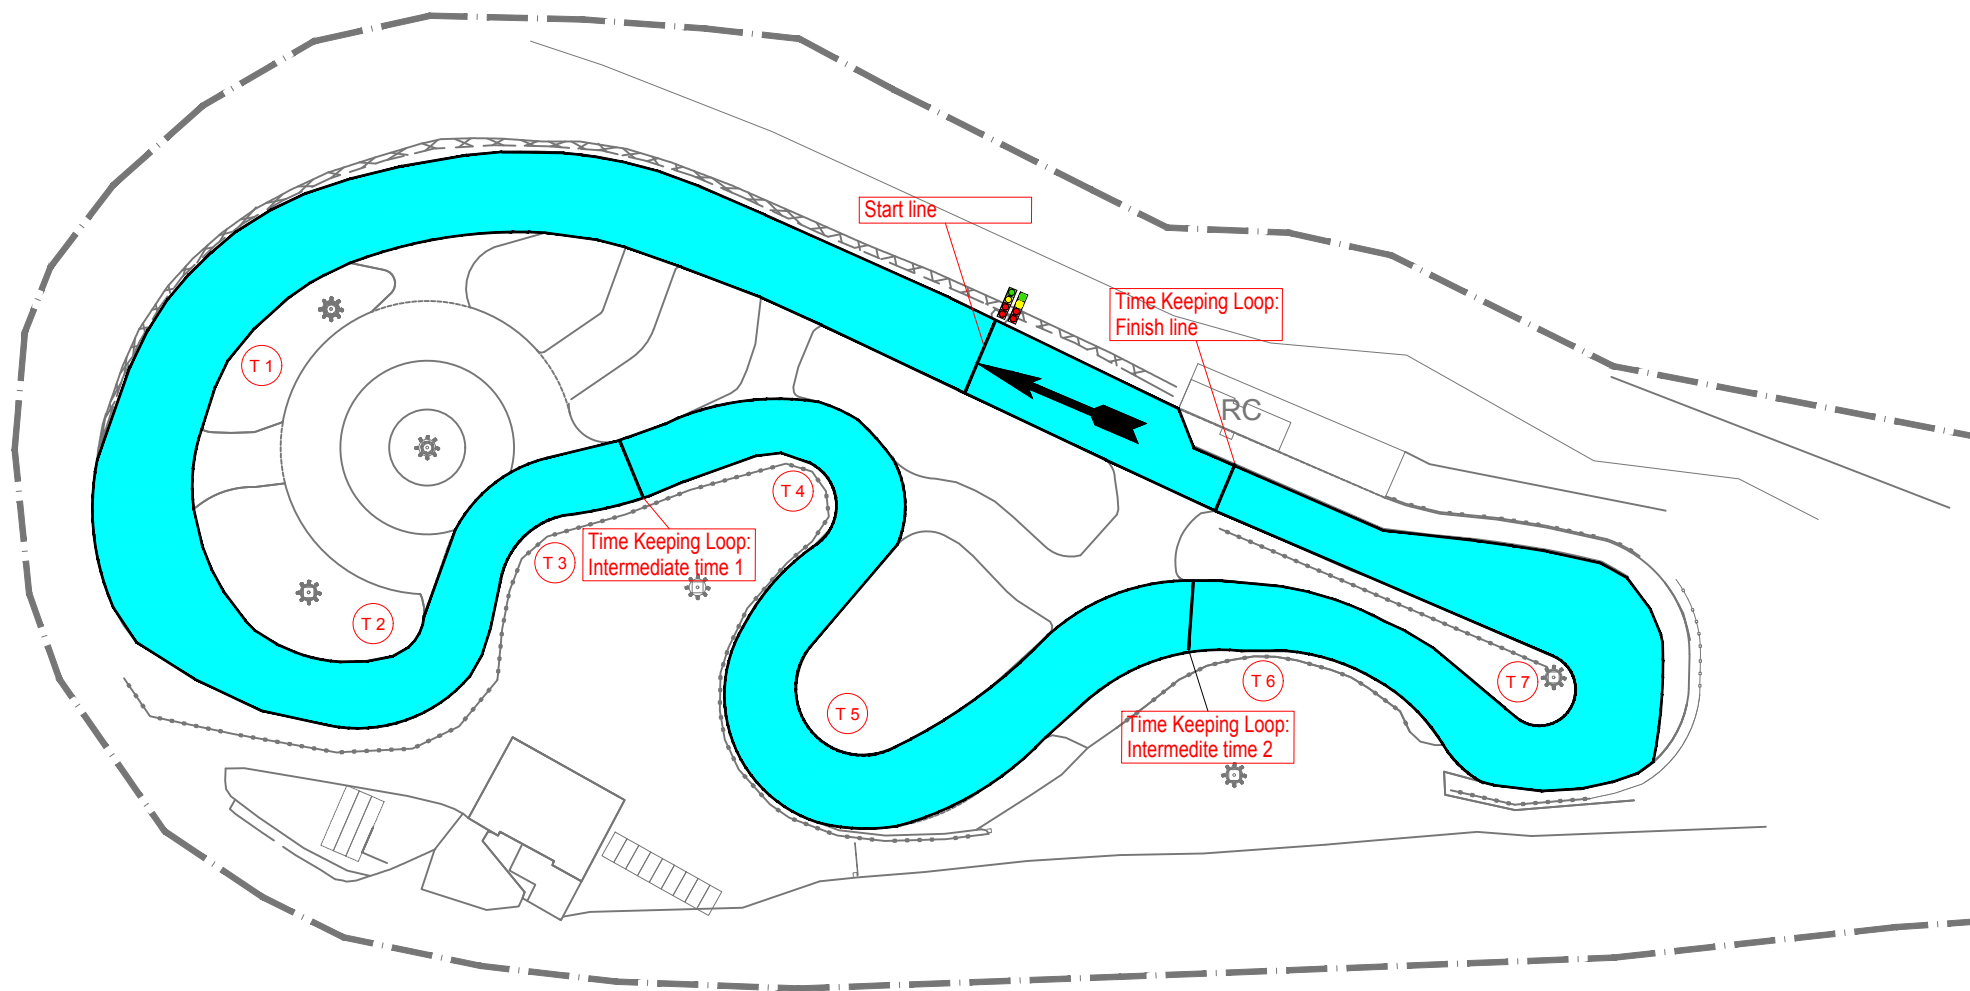 Start line
Time Keeping Loop:
Finish line
RC
T 1
T 4
Time Keeping Loop:
Intermediate time 1
T 3
T 2
T 6
T 7
T 5
Time Keeping Loop:
Intermedite time 2